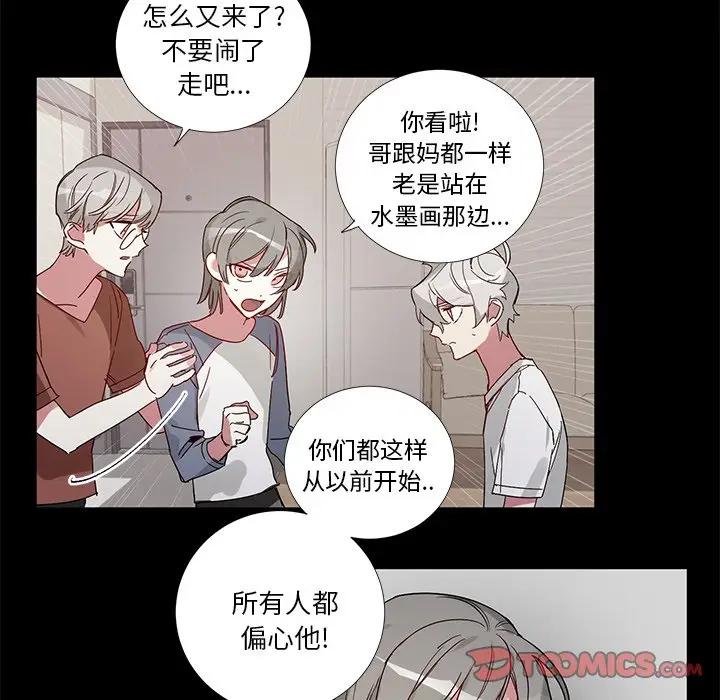 怎么又来了?
不要闹了
走吧...
你看啦!
哥跟妈都一样
老是站在
水墨画那边...
你们都这样
从以前开始..
所有人都
偏心他!
TOOMICS.COM